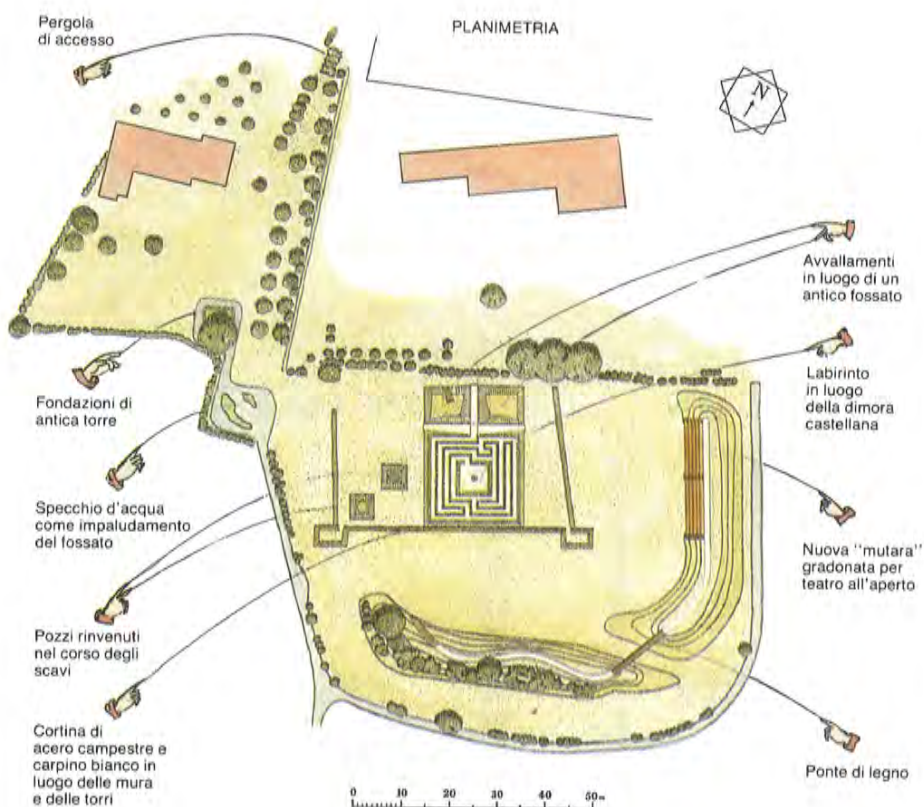 Pergola
di accesso
PLANIMETRIA
N
Avvallamenti
in luogo di un
antico fossato
Labirinto
in luogo
della dimora
castellana
Fondazioni di
antica torre
Specchio d'acqua
come impaludamento
del fossato
Nuova "mutara"
gradonata per
teatro all'aperto
Pozzi rinvenuti
nel corso degli
scavi
Cortina di
acero campestre e
carpino bianco in
luogo delle mura
e delle torri
Ponte di legno
0 10 20 30 40 50m